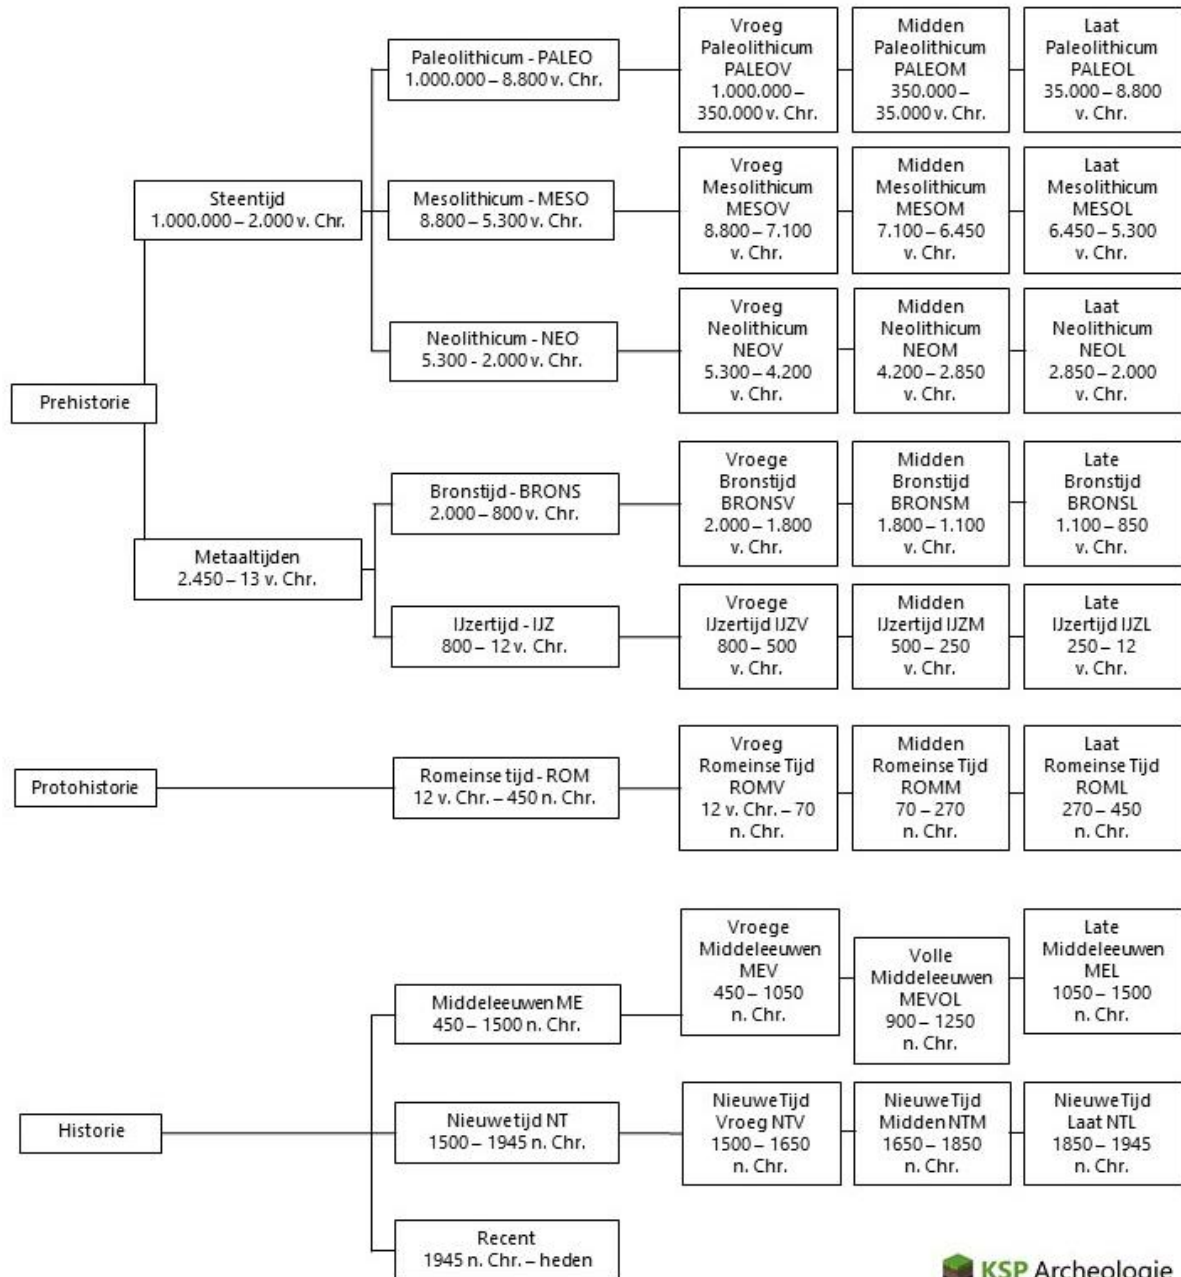 Vroeg
Paleolithicum
PALEOV
1.000.000 –
350.000 v. Chr.
Midden
Paleolithicum
PALEOM
350.000 –
35.000 v. Chr.
Laat
Paleolithicum
PALEOL
35.000 – 8.800
v. Chr.
Paleolithicum - PALEO
1.000.000 – 8.800 v. Chr.
Steentijd
1.000.000 – 2.000 v. Chr.
Mesolithicum - MESO
8.800 – 5.300 v. Chr.
Vroeg
Mesolithicum
MESOV
8.800 – 7.100
v. Chr.
Midden
Mesolithicum
MESOM
7.100 – 6.450
v. Chr.
Laat
Mesolithicum
MESOL
6.450 – 5.300
v. Chr.
Neolithicum - NEO
5.300 - 2.000 v. Chr.
Vroeg
Neolithicum
NEOV
5.300 – 4.200
v. Chr.
Midden
Neolithicum
NEOM
4.200 – 2.850
v. Chr.
Laat
Neolithicum
NEOL
2.850 – 2.000
v. Chr.
Prehistorie
Bronstijd - BRONS
2.000 – 800 v. Chr.
Vroege
Bronstijd
BRONSV
2.000 – 1.800
v. Chr.
Midden
Bronstijd
BRONSM
1.800 – 1.100
v. Chr.
Late
Bronstijd
BRONSL
1.100 – 850
v. Chr.
Metaaltijden
2.450 – 13 v. Chr.
IJzertijd - IJZ
800 – 12 v. Chr.
Vroege
IJzertijd IJZV
800 – 500
v. Chr.
Midden
IJzertijd IJZM
500 – 250
v. Chr.
Late
IJzertijd IJZL
250 – 12
v. Chr.
Protohistorie
Romeinse tijd - ROM
12 v. Chr. – 450 n. Chr.
Vroeg
Romeinse Tijd
ROMV
12 v. Chr. – 70
n. Chr.
Midden
Romeinse Tijd
ROMM
70 – 270
n. Chr.
Laat
Romeinse Tijd
ROML
270 – 450
n. Chr.
Middeleeuwen ME
450 – 1500 n. Chr.
Vroege
Middeleeuwen
MEV
450 – 1050
n. Chr.
Volle
Middeleeuwen
MEVOL
900 – 1250
n. Chr.
Late
Middeleeuwen
MEL
1050 – 1500
n. Chr.
Historie
Nieuwe tijd NT
1500 – 1945 n. Chr.
Nieuwe Tijd
Vroeg NTV
1500 – 1650
n. Chr.
Nieuwe Tijd
Midden NTM
1650 – 1850
n. Chr.
Nieuwe Tijd
Laat NTL
1850 – 1945
n. Chr.
Recent
1945 n. Chr. – heden
KSP Archeologie